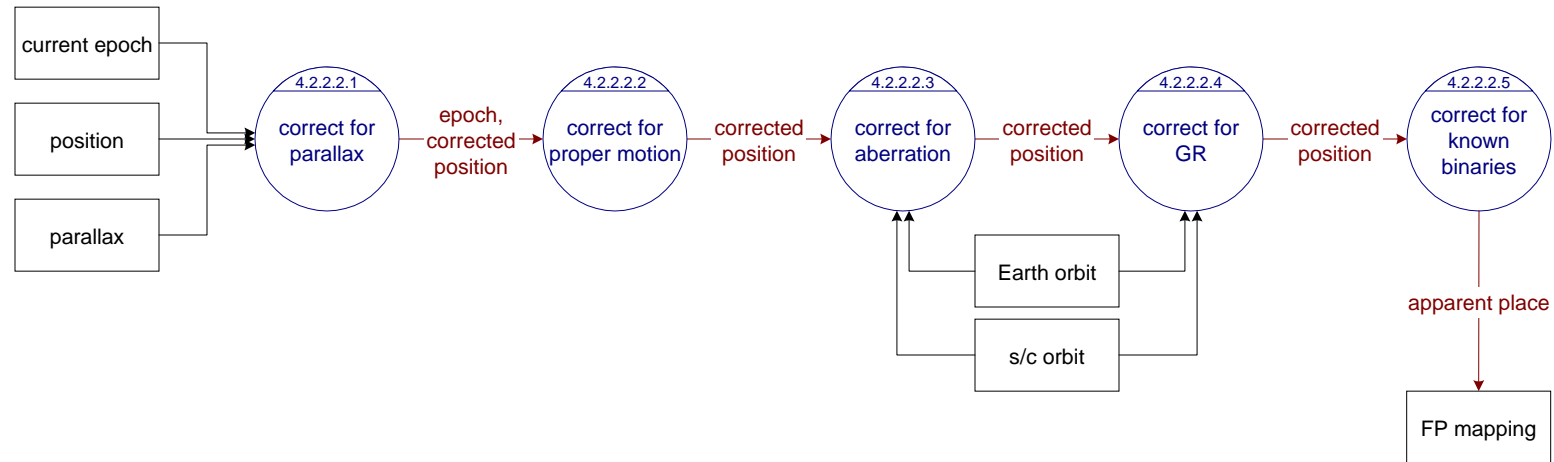 current epoch
position
parallax
4.2.2.2.1
correct for
parallax
epoch,
corrected
position
4.2.2.2.2
correct for
proper motion
corrected
position
4.2.2.2.3
correct for
aberration
corrected
position
4.2.2.2.4
correct for
GR
corrected
position
4.2.2.2.5
correct for
known
binaries
Earth orbit
s/c orbit
apparent place
FP mapping